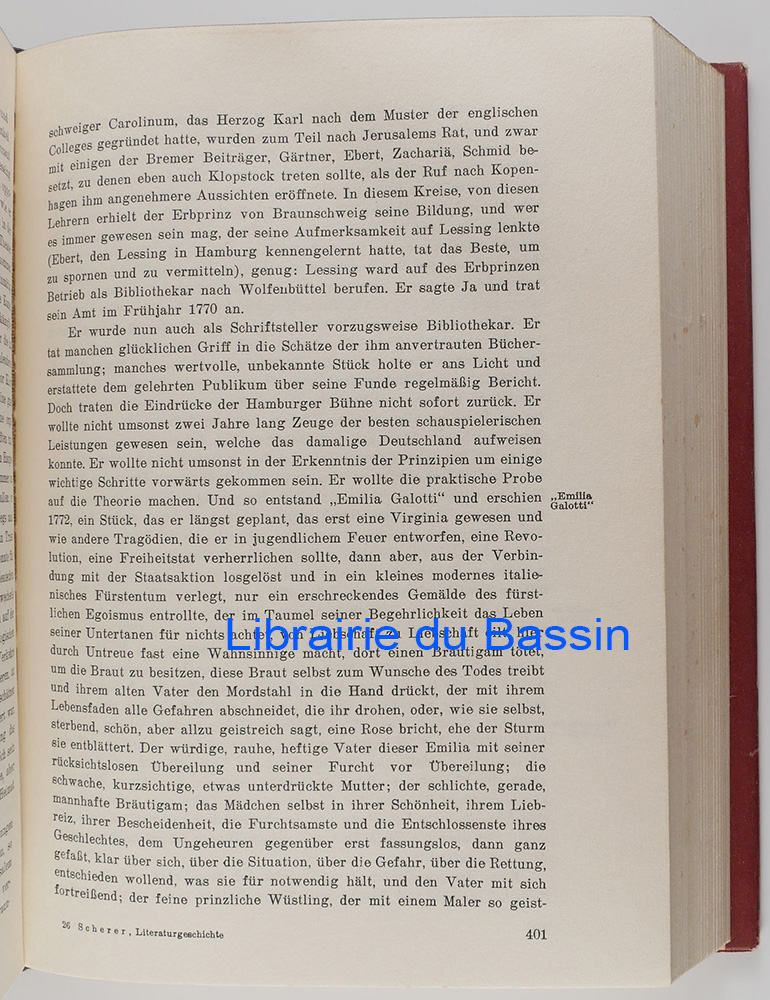 schweiger Carolinum, das Herzog Karl nach dem Muster der englischen
Colleges gegründet hatte, wurden zum Teil nach Jerusalems Rat, und zwar
mit einigen der Bremer Beiträger, Gärtner, Ebert, Zachariä, Schmid be-
setzt, zu denen eben auch Klopstock treten sollte, als der Ruf nach Kopen-
hagen ihm angenehmere Aussichten eröffnete. In diesem Kreise, von diesen
Lehrern erhielt der Erbprinz von Braunschweig seine Bildung, und wer
es immer gewesen sein mag, der seine Aufmerksamkeit auf Lessing lenkte
(Ebert, den Lessing in Hamburg kennengelernt hatte, tat das Beste, um
zu spornen und zu vermitteln), genug: Lessing ward auf des Erbprinzen
Betrieb als Bibliothekar nach Wolfenbüttel berufen. Er sagte Ja und trat
sein Amt im Frühjahr 1770 an.
Er wurde nun auch als Schriftsteller vorzugsweise Bibliothekar. Er
tat manchen glücklichen Griff in die Schätze der ihm anvertrauten Bücher-
sammlung; manches wertvolle, unbekannte Stück holte er ans Licht und
erstattete dem gelehrten Publikum über seine Funde regelmäßig Bericht.
Doch traten die Eindrücke der Hamburger Bühne nicht sofort zurück. Er
wollte nicht umsonst zwei Jahre lang Zeuge der besten schauspielerischen
Leistungen gewesen sein, welche das damalige Deutschland aufweisen
konnte. Er wollte nicht umsonst in der Erkenntnis der Prinzipien um einige
wichtige Schritte vorwärts gekommen sein. Er wollte die praktische Probe
auf die Theorie machen. Und so entstand „Emilia Galotti“ und erschien
„Emilia
Galotti“
1772, ein Stück, das er längst geplant, das erst eine Virginia gewesen und
wie andere Tragödien, die er in jugendlichem Feuer entworfen, eine Revo-
lution, eine Freiheitstat verherrlichen sollte, dann aber, aus der Verbin-
dung mit der Staatsaktion losgelöst und in ein kleines modernes italie-
nisches Fürstentum verlegt, nur ein erschreckendes Gemälde des fürst-
lichen Egoismus entrollte, der im Taumel seiner Begehrlichkeit das Leben
seiner Untertanen für nichts achtet, von Liebschaft zu Liebschaft eilt, hier
Librairie du Bassin
durch Untreue fast eine Wahnsinnige macht, dort einen Bräutigam tötet,
um die Braut zu besitzen, diese Braut selbst zum Wunsche des Todes treibt
und ihrem alten Vater den Mordstahl in die Hand drückt, der mit ihrem
Lebensfaden alle Gefahren abschneidet, die ihr drohen, oder, wie sie selbst,
sterbend, schön, aber allzu geistreich sagt, eine Rose bricht, ehe der Sturm
sie entblättert. Der würdige, rauhe, heftige Vater dieser Emilia mit seiner
rücksichtslosen Übereilung und seiner Furcht vor Übereilung; die
schwache, kurzsichtige, etwas unterdrückte Mutter; der schlichte, gerade,
mannhafte Bräutigam; das Mädchen selbst in ihrer Schönheit, ihrem Lieb-
reiz, ihrer Bescheidenheit, die Furchtsamste und die Entschlossenste ihres
Geschlechtes, dem Ungeheuren gegenüber erst fassungslos, dann ganz
gefaßt, klar über sich, über die Situation, über die Gefahr, über die Rettung,
entschieden wollend, was sie für notwendig hält, und den Vater mit sich
fortreißend; der feine prinzliche Wüstling, der mit einem Maler so geist-
26 Scherer, Literaturgeschichte
401